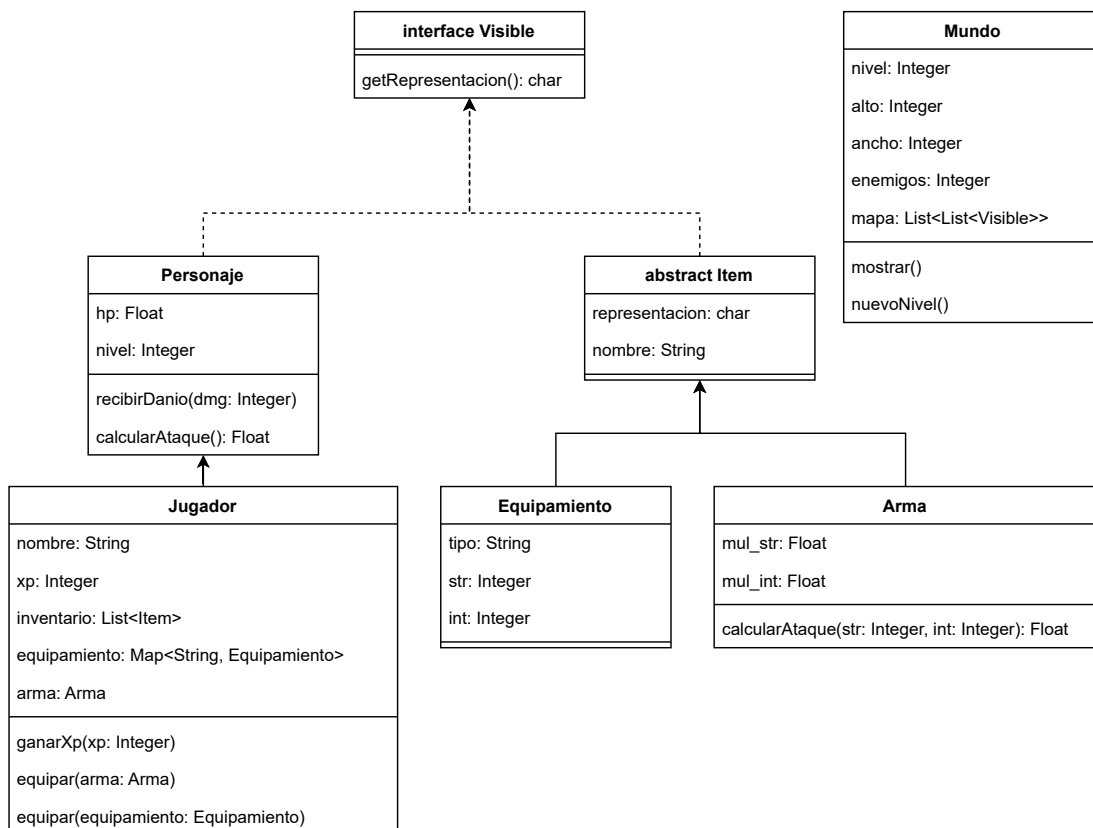 interface Visible
getRepresentacion(): char
Mundo
nivel: Integer
alto: Integer
ancho: Integer
enemigos: Integer
mapa: List<List<Visible>>
mostrar()
nuevoNivel()
Personaje
hp: Float
nivel: Integer
recibirDanio(dmg: Integer)
calcularAtaque(): Float
abstract Item
representacion: char
nombre: String
Jugador
nombre: String
xp: Integer
inventario: List<Item>
equipamiento: Map<String, Equipamiento>
arma: Arma
ganarXp(xp: Integer)
equipar(arma: Arma)
equipar(equipamiento: Equipamiento)
Equipamiento
tipo: String
str: Integer
int: Integer
Arma
mul_str: Float
mul_int: Float
calcularAtaque(str: Integer, int: Integer): Float